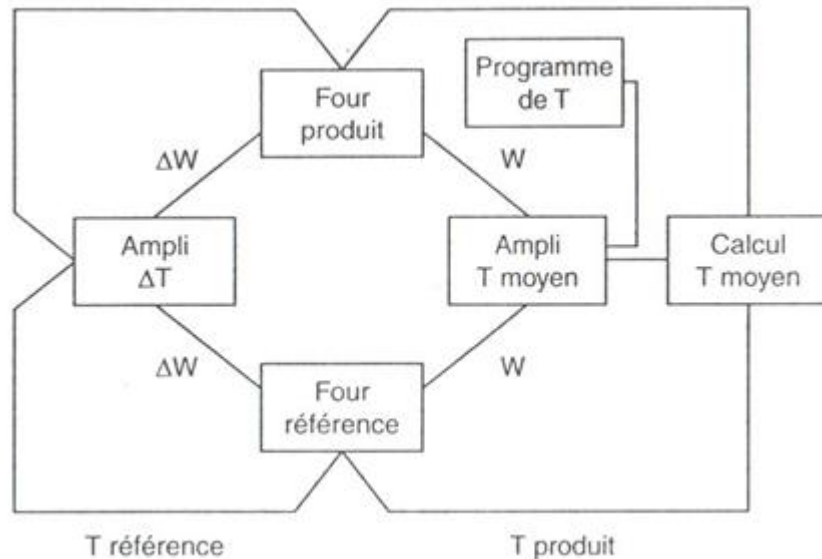 Four
produit
Programme
de T
ΔW
W
Ampli
ΔT
Ampli
T moyen
Calcul
T moyen
ΔW
W
Four
référence
T référence
T produit